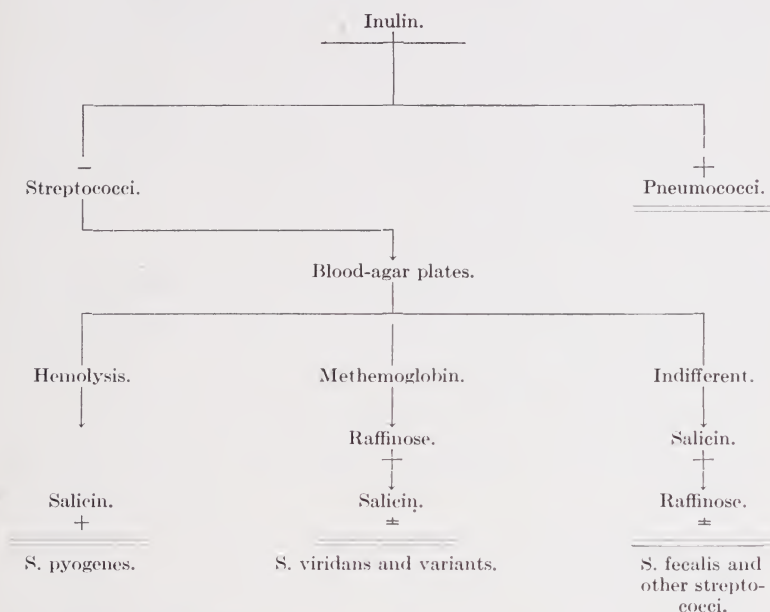 Inulin.
−
+
Streptococci.
Pneumococci.
Blood-agar plates.
Hemolysis.
Methemoglobin.
Indifferent.
Raffinose.
Salicin.
+
+
Salicin.
Salicin.
Raffinose.
+
±
±
S. pyogenes.
S. viridans and variants.
S. fecalis and
other strepto-
cocci.